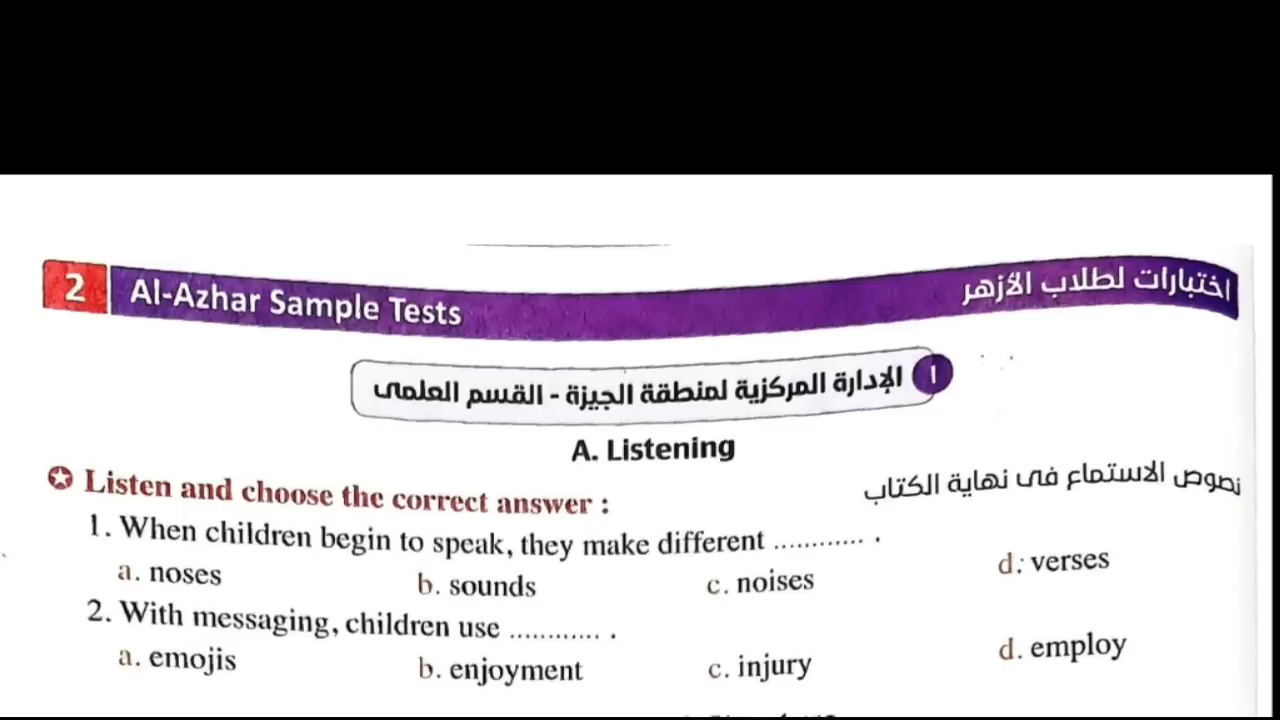 2 Al-Azhar Sample Tests اختبارات لطلاب الأزهر
١ الإدارة المركزية لمنطقة الجيزة - القسم العلمى
A. Listening
Listen and choose the correct answer : نصوص الاستماع فى نهاية الكتاب
1. When children begin to speak, they make different ............ .
a. noses b. sounds c. noises d. verses
2. With messaging, children use ............ .
a. emojis b. enjoyment c. injury d. employ